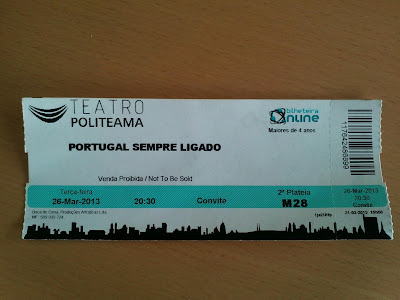 TEATRO
POLITEAMA
bilheteira
Online
Maiores de 4 anos
PORTUGAL SEMPRE LIGADO
Venda Proibida / Not To Be Sold
Terça-feira
2ª Plateia
26-Mar-2013
26-Mar-2013 20:30 Convite M28
20:30
Convite